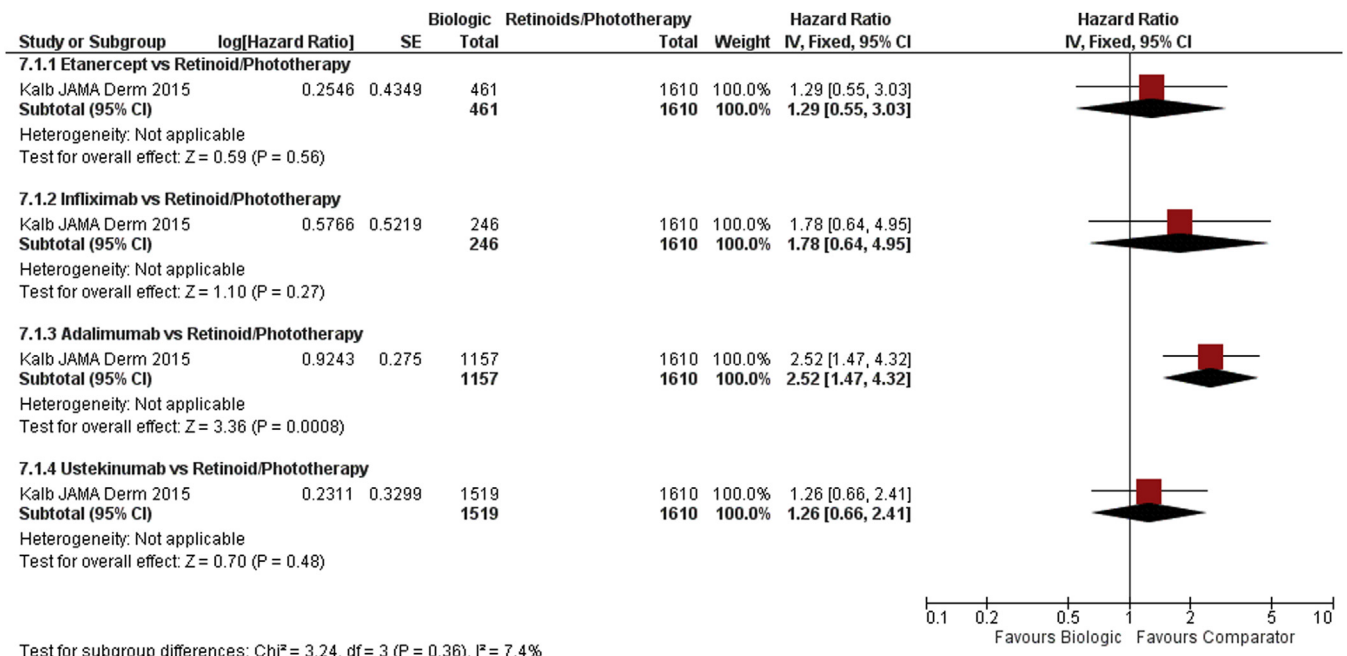 Biologic Retinoids/Phototherapy Hazard Ratio Hazard Ratio
Study or Subgroup log[Hazard Ratio] SE Total Total Weight IV, Fixed, 95% CI IV, Fixed, 95% CI
7.1.1 Etanercept vs Retinoid/Phototherapy
Kalb JAMA Derm 2015 0.2546 0.4349 461 1610 100.0% 1.29 [0.55, 3.03]
Subtotal (95% CI) 461 1610 100.0% 1.29 [0.55, 3.03]
Heterogeneity: Not applicable
Test for overall effect: Z = 0.59 (P = 0.56)
7.1.2 Infliximab vs Retinoid/Phototherapy
Kalb JAMA Derm 2015 0.5766 0.5219 246 1610 100.0% 1.78 [0.64, 4.95]
Subtotal (95% CI) 246 1610 100.0% 1.78 [0.64, 4.95]
Heterogeneity: Not applicable
Test for overall effect: Z = 1.10 (P = 0.27)
7.1.3 Adalimumab vs Retinoid/Phototherapy
Kalb JAMA Derm 2015 0.9243 0.275 1157 1610 100.0% 2.52 [1.47, 4.32]
Subtotal (95% CI) 1157 1610 100.0% 2.52 [1.47, 4.32]
Heterogeneity: Not applicable
Test for overall effect: Z = 3.36 (P = 0.0008)
7.1.4 Ustekinumab vs Retinoid/Phototherapy
Kalb JAMA Derm 2015 0.2311 0.3299 1519 1610 100.0% 1.26 [0.66, 2.41]
Subtotal (95% CI) 1519 1610 100.0% 1.26 [0.66, 2.41]
Heterogeneity: Not applicable
Test for overall effect: Z = 0.70 (P = 0.48)
0.1 0.2 0.5 1 2 5 10
Favours Biologic Favours Comparator
Test for subgroup differences: Chi² = 3.24, df = 3 (P = 0.36), I² = 7.4%